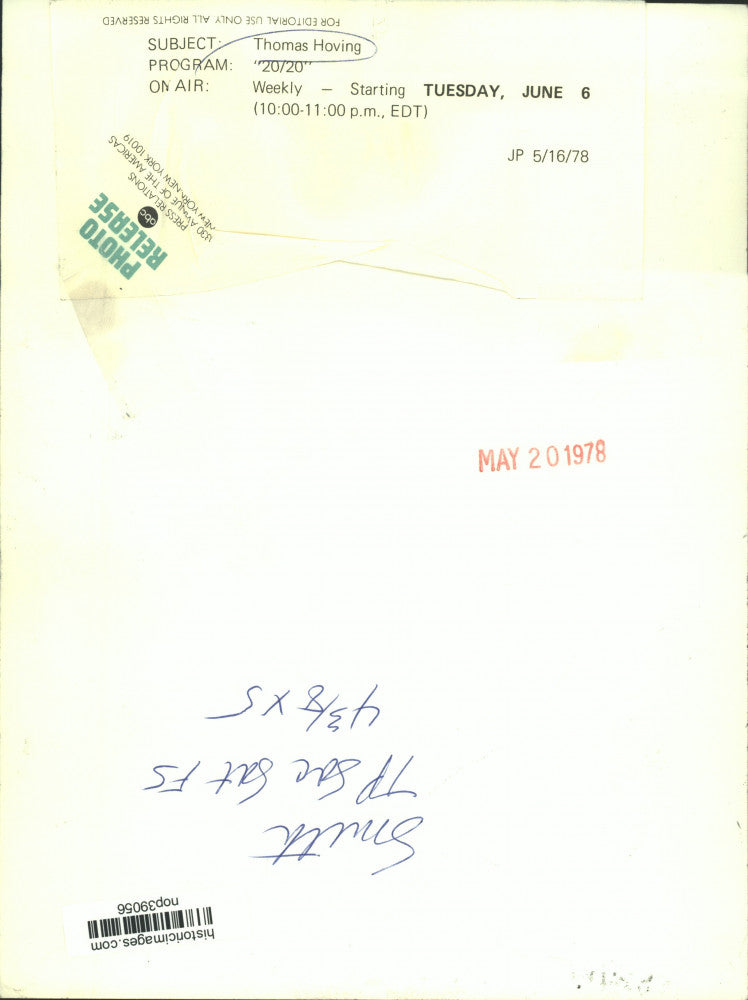 FOR EDITORIAL USE ONLY ALL RIGHTS RESERVED
SUBJECT: Thomas Hoving
PROGRAM: "20/20"
ON AIR: Weekly – Starting TUESDAY, JUNE 6
(10:00-11:00 p.m., EDT)
JP 5/16/78
PHOTO
RELEASE
abc
PRESS RELATIONS
1330 AVENUE OF THE AMERICAS
NEW YORK, NEW YORK 10019
MAY 20 1978
Smith
TP Sat FS
4 3/8 x 5
historicimages.com
nop39056